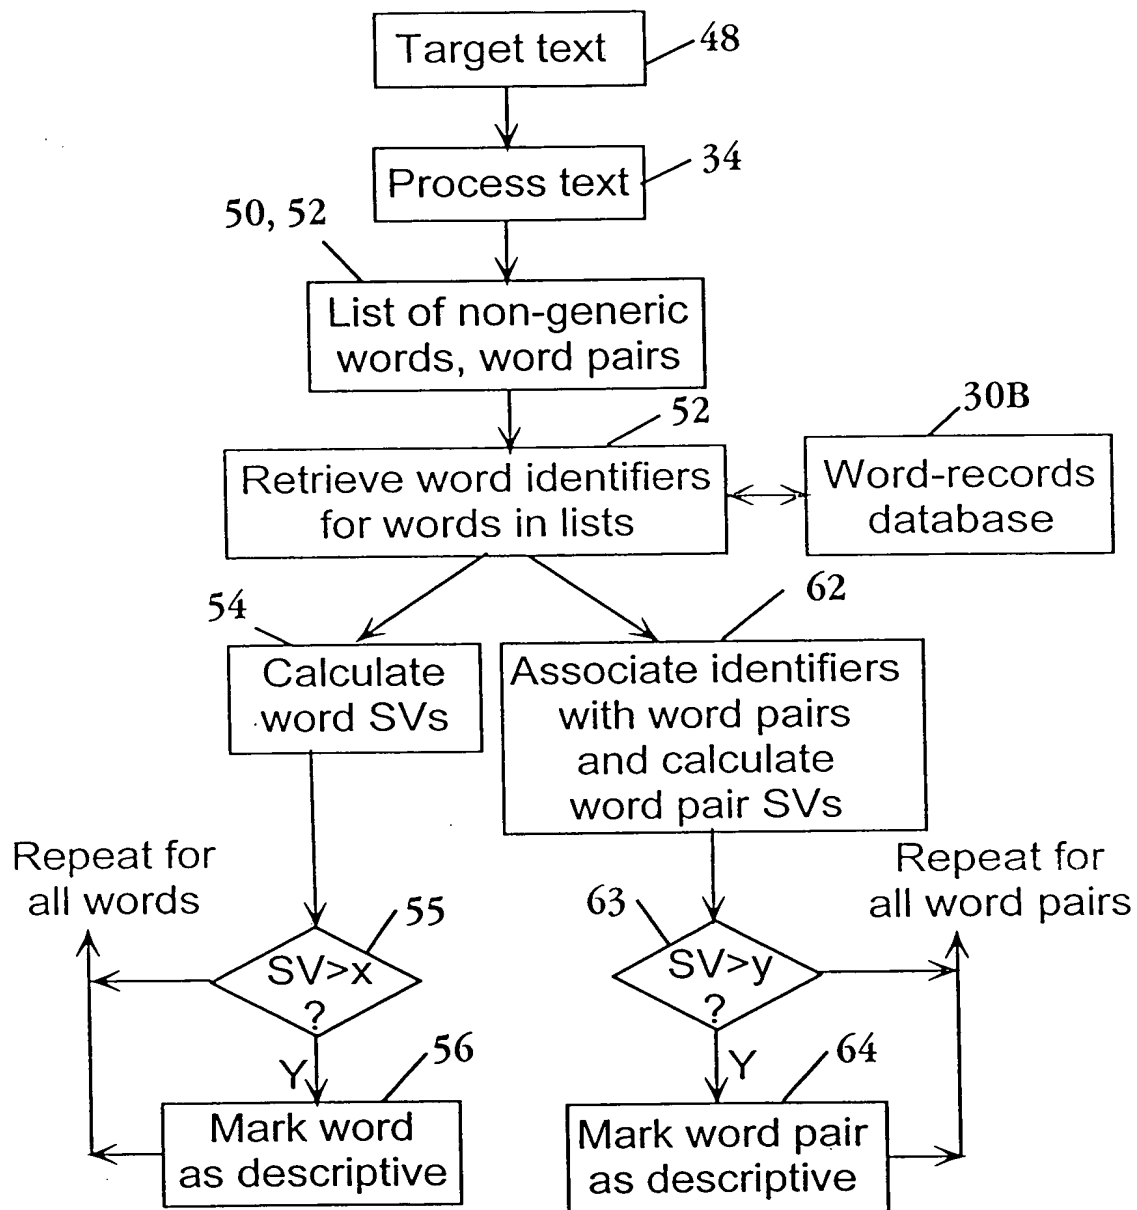 Target text
48
Process text
34
50, 52
List of non-generic
words, word pairs
52
Retrieve word identifiers
for words in lists
30B
Word-records
database
54
Calculate
word SVs
62
Associate identifiers
with word pairs
and calculate
word pair SVs
Repeat for
all words
55
SV>x
?
Y
56
Mark word
as descriptive
63
SV>y
?
Y
Repeat for
all word pairs
64
Mark word pair
as descriptive